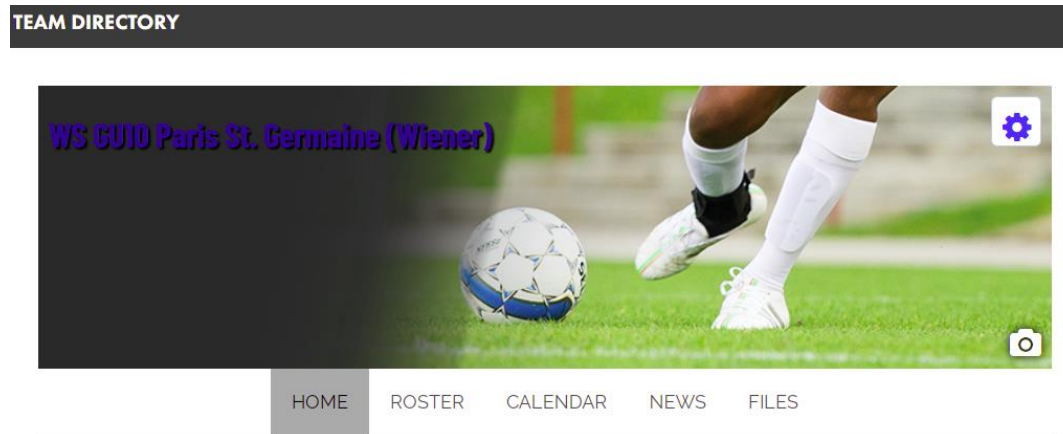 TEAM DIRECTORY
WS GU10 Paris St. Germaine (Wiener)
HOME ROSTER CALENDAR NEWS FILES